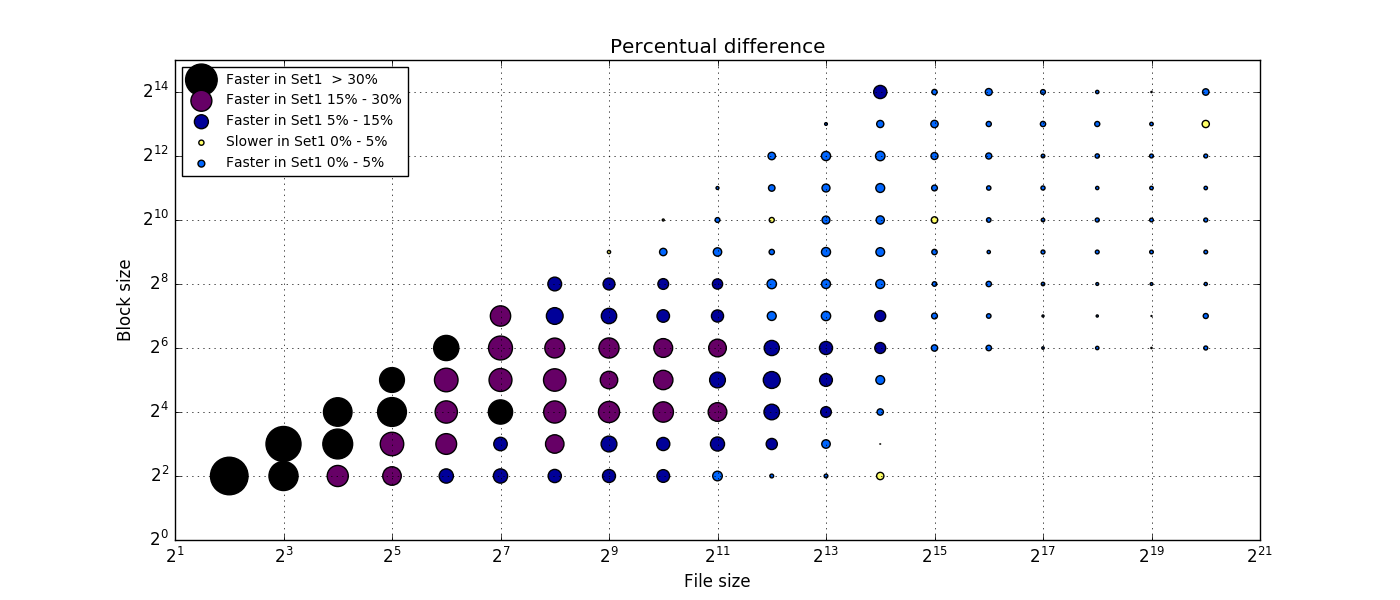 Percentual difference
Faster in Set1  > 30%
Faster in Set1 15% - 30%
Faster in Set1 5% - 15%
Slower in Set1 0% - 5%
Faster in Set1 0% - 5%
2^14
2^12
2^10
2^8
2^6
2^4
2^2
2^0
Block size
2^1 2^3 2^5 2^7 2^9 2^11 2^13 2^15 2^17 2^19 2^21
File size